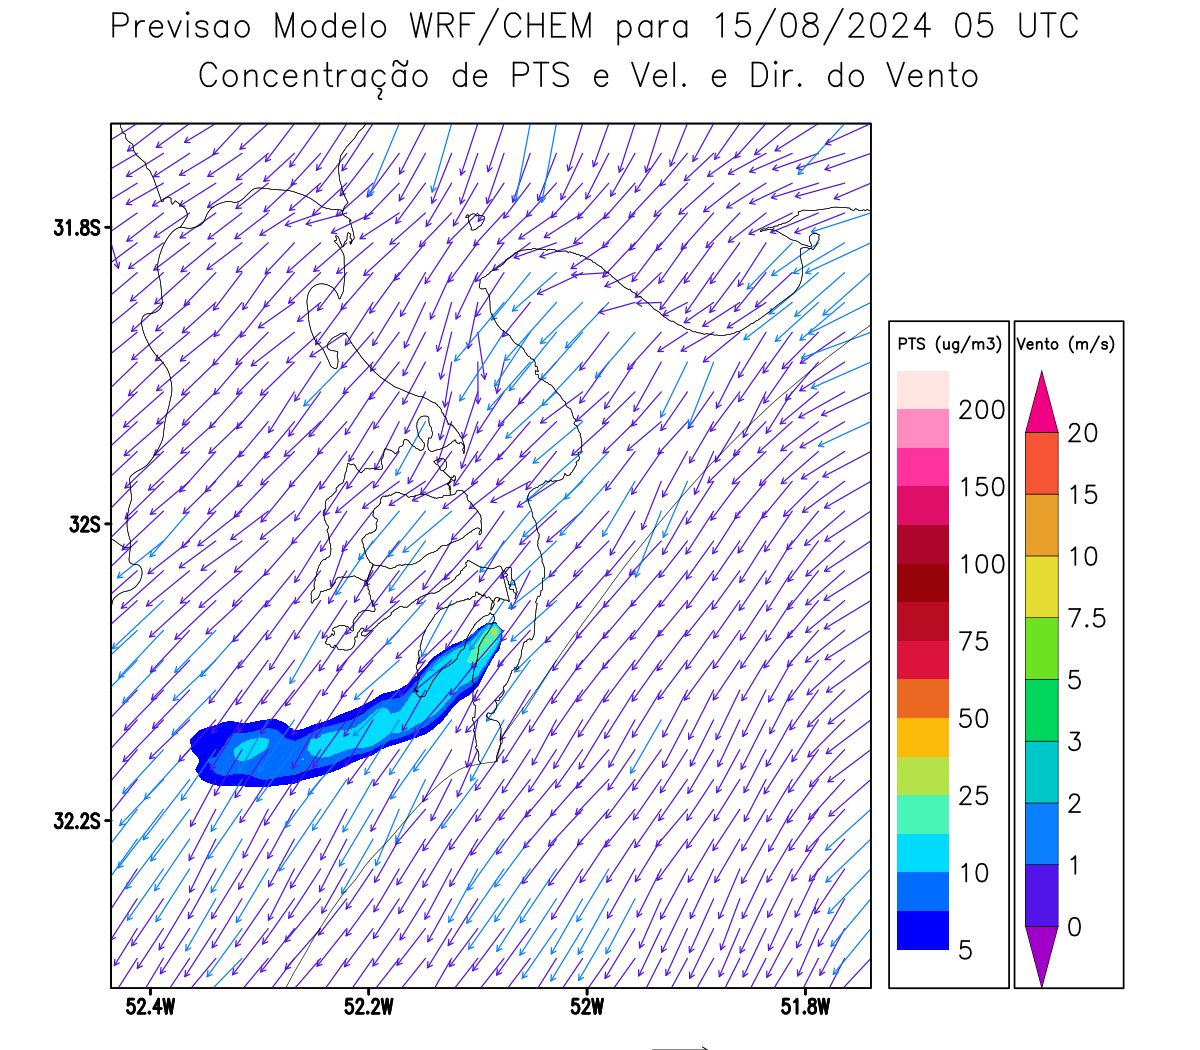 Previsao Modelo WRF/CHEM para 15/08/2024 05 UTC
Concentração de PTS e Vel. e Dir. do Vento
31.8S
32S
32.2S
52.4W
52.2W
52W
51.8W
PTS (ug/m3)
200
150
100
75
50
25
10
5
Vento (m/s)
20
15
10
7.5
5
3
2
1
0